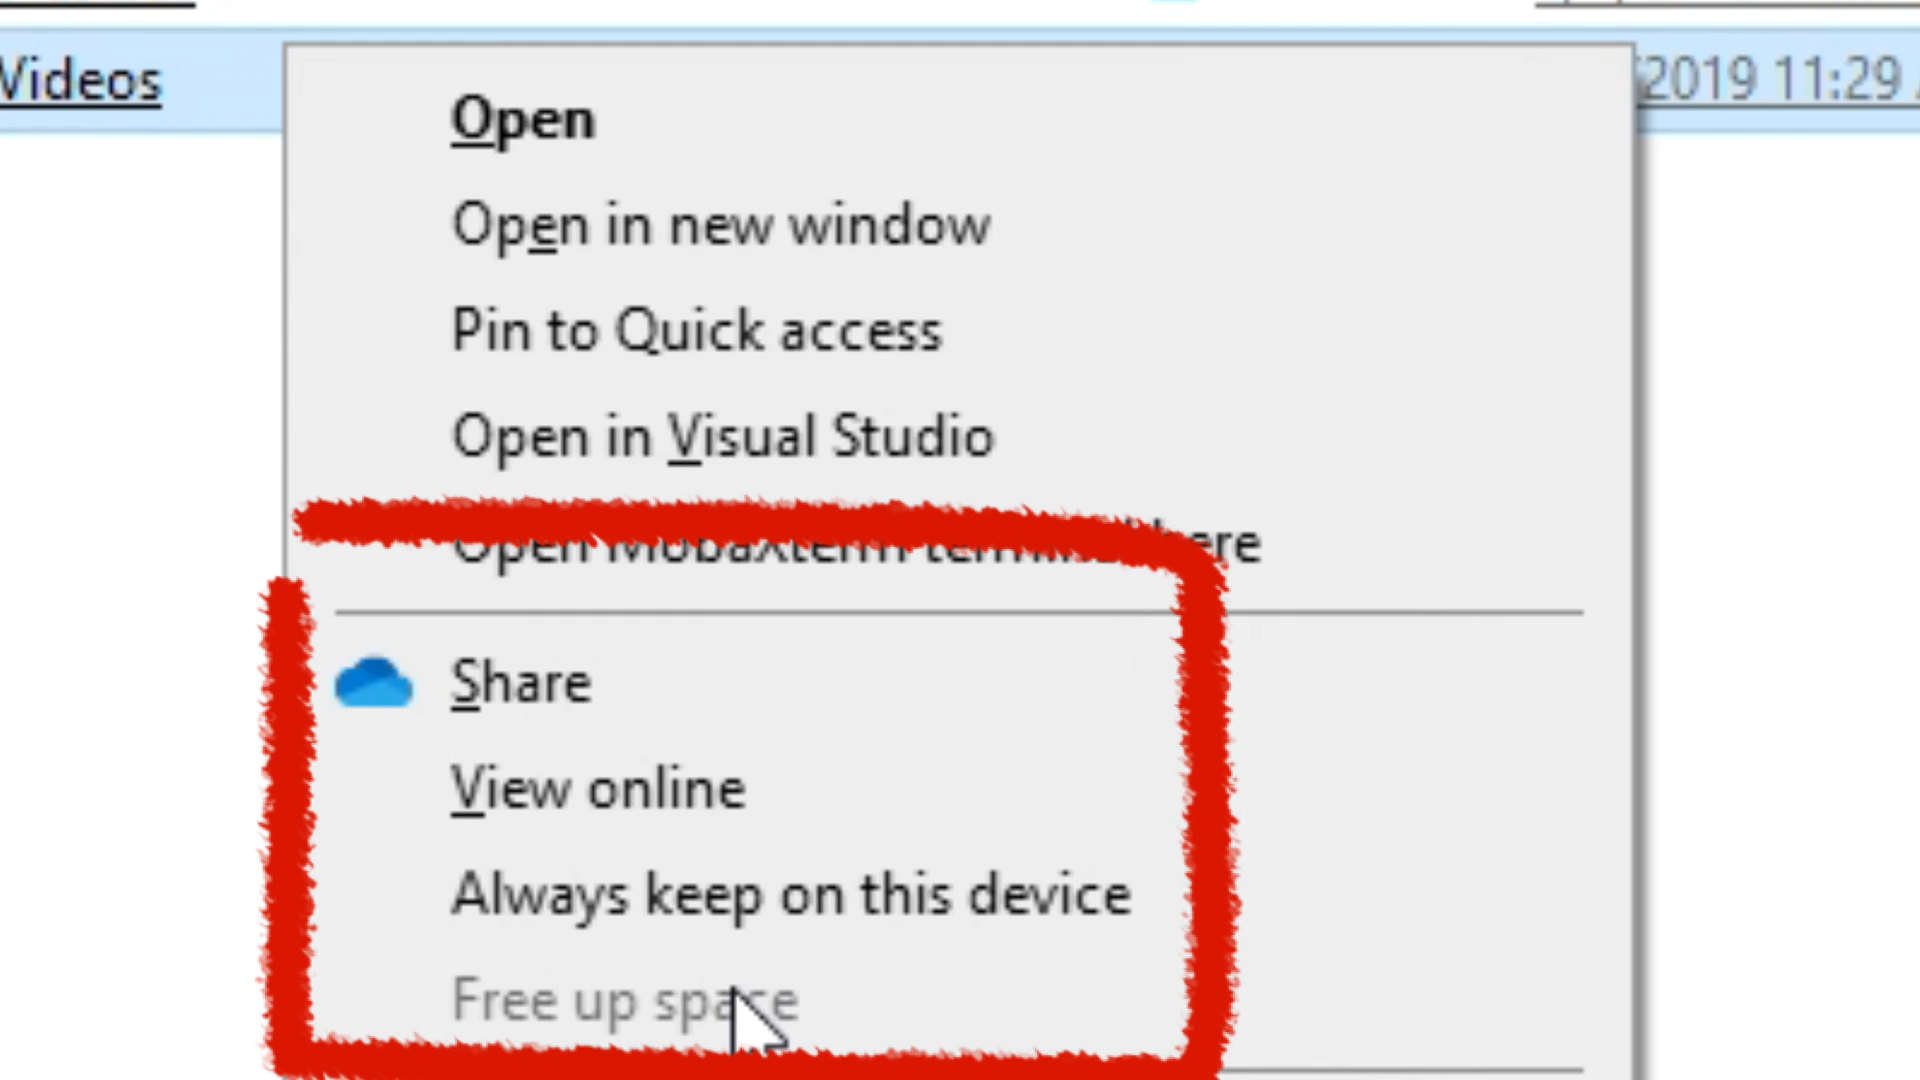 Videos
2019 11:29
Open
Open in new window
Pin to Quick access
Open in Visual Studio
Open MobaXterm terminal here
Share
View online
Always keep on this device
Free up space